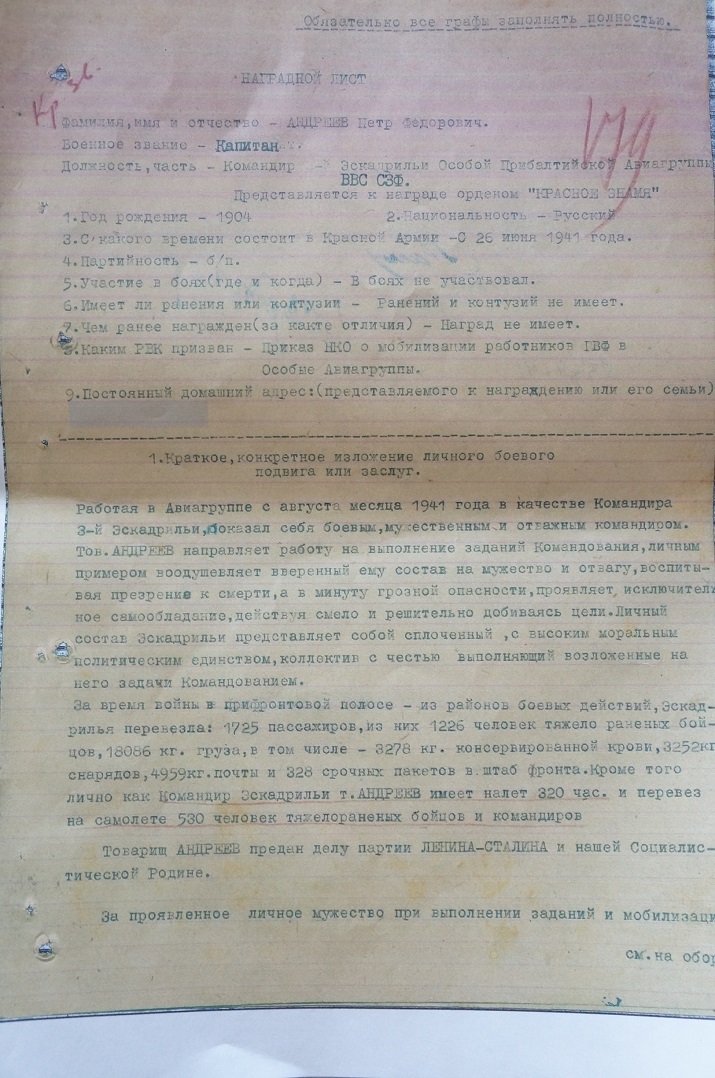 Обязательно все графы заполнять полностью.
НАГРАДНОЙ ЛИСТ
Кр зв.
179
Фамилия,имя и отчество - АНДРЕЕВ Петр Федорович.
Военное звание - Капитан.
Должность,часть - Командир -й Эскадрильи Особой Прибалтийской Авиагруппы
ВВС СЗФ.
Представляется к награде орденом "КРАСНОЕ ЗНАМЯ"
1.Год рождения - 1904 2.Национальность - Русский
3.С какого времени состоит в Красной Армии -С 26 июня 1941 года.
4.Партийность - б/п.
5.Участие в боях(где и когда) - В боях не участвовал.
6.Имеет ли ранения или контузии - Ранений и контузий не имеет.
7.Чем ранее награжден(за какте отличия) - Наград не имеет.
8.Каким РВК призван - Приказ НКО о мобилизации работников ГВФ в
Особые Авиагруппы.
9.Постоянный домашний адрес:(представляемого к награждению или его семьи)
1.Краткое,конкретное изложение личного боевого
подвига или заслуг.
Работая в Авиагруппе с августа месяца 1941 года в качестве Командира
3-й Эскадрильи,показал себя боевым,мужественным и отважным командиром.
Тов.АНДРЕЕВ направляет работу на выполнение заданий Командования,личным
примером воодушевляет вверенный ему состав на мужество и отвагу,воспиты-
вая презрение к смерти,а в минуту грозной опасности,проявляет исключител
ное самообладание,действуя смело и решительно добиваясь цели.Личный
состав Эскадрильи представляет собой сплоченный ,с высоким моральным
политическим единством,коллектив с честью выполняющий возложенные на
него задачи Командованием.
За время войны в прифронтовой полосе - из районов боевых действий,Эскад-
рилья перевезла: 1725 пассажиров,из них 1226 человек тяжело раненых бой-
цов,18086 кг. груза,в том числе - 3278 кг. консервированной крови,3252кг
снарядов,4959кг.почты и 328 срочных пакетов в штаб фронта.Кроме того
лично как Командир Эскадрильи т.АНДРЕЕВ имеет налет 320 час. и перевез
на самолете 530 человек тяжелораненых бойцов и командиров
Товарищ АНДРЕЕВ предан делу партии ЛЕНИНА-СТАЛИНА и нашей Социалис-
тической Родине.
За проявленное личное мужество при выполнении заданий и мобилизаци
см.на обор